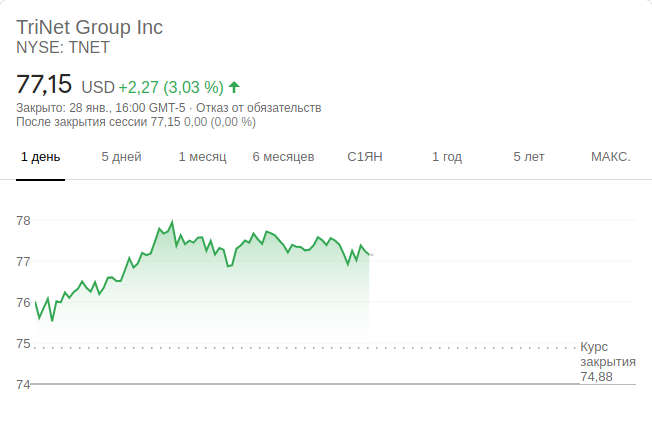 TriNet Group Inc
NYSE: TNET
77,15 USD +2,27 (3,03 %)
Закрыто: 28 янв., 16:00 GMT-5 · Отказ от обязательств
После закрытия сессии 77,15 0,00 (0,00 %)
1 день 5 дней 1 месяц 6 месяцев С1ЯН 1 год 5 лет МАКС.
78
77
76
75
Курс
закрытия
74,88
74